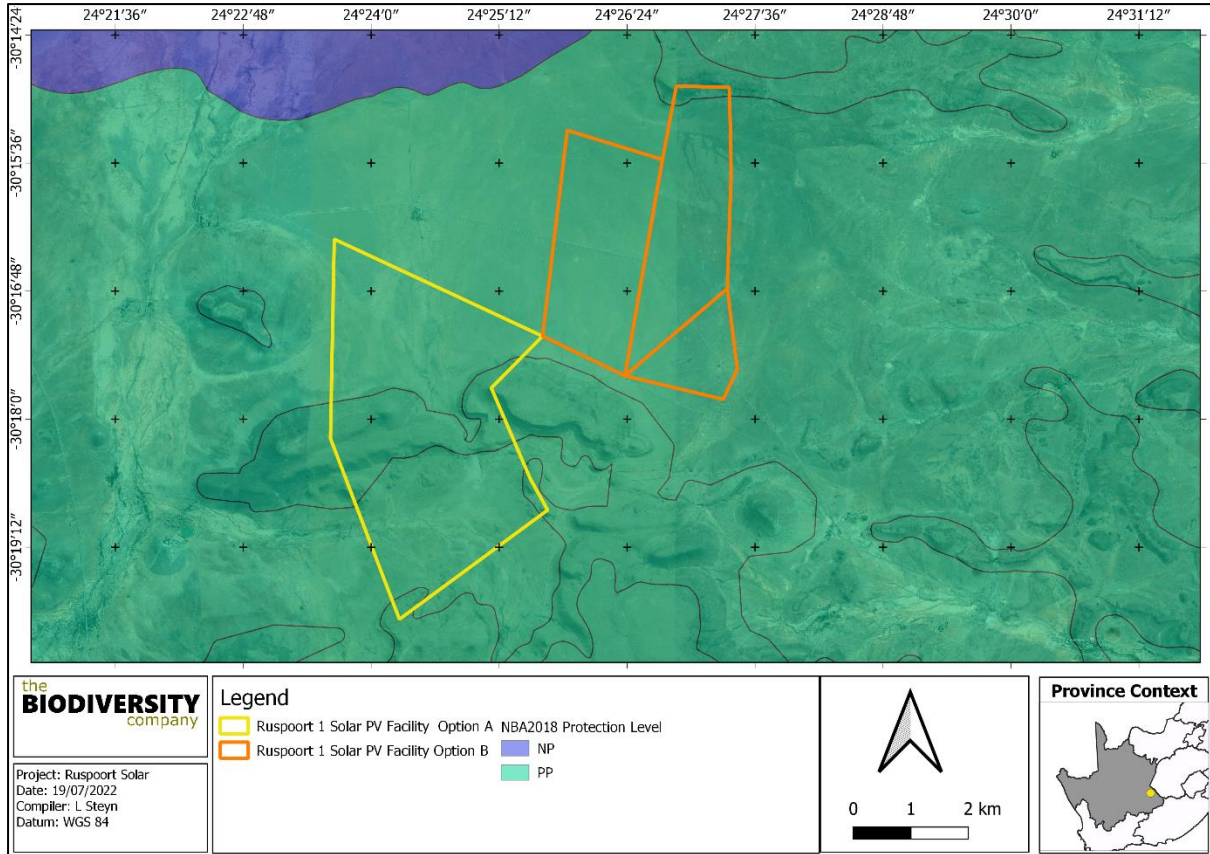 24°21′36″ 24°22′48″ 24°24′0″ 24°25′12″ 24°26′24″ 24°27′36″ 24°28′48″ 24°30′0″ 24°31′12″
-30°14′24″
-30°15′36″
-30°16′48″
-30°18′0″
-30°19′12″
the
BIODIVERSITY
company
Project: Ruspoort Solar
Date: 19/07/2022
Compiler: L Steyn
Datum: WGS 84
Legend
Ruspoort 1 Solar PV Facility Option A
Ruspoort 1 Solar PV Facility Option B
NBA2018 Protection Level
NP
PP
0 1 2 km
Province Context